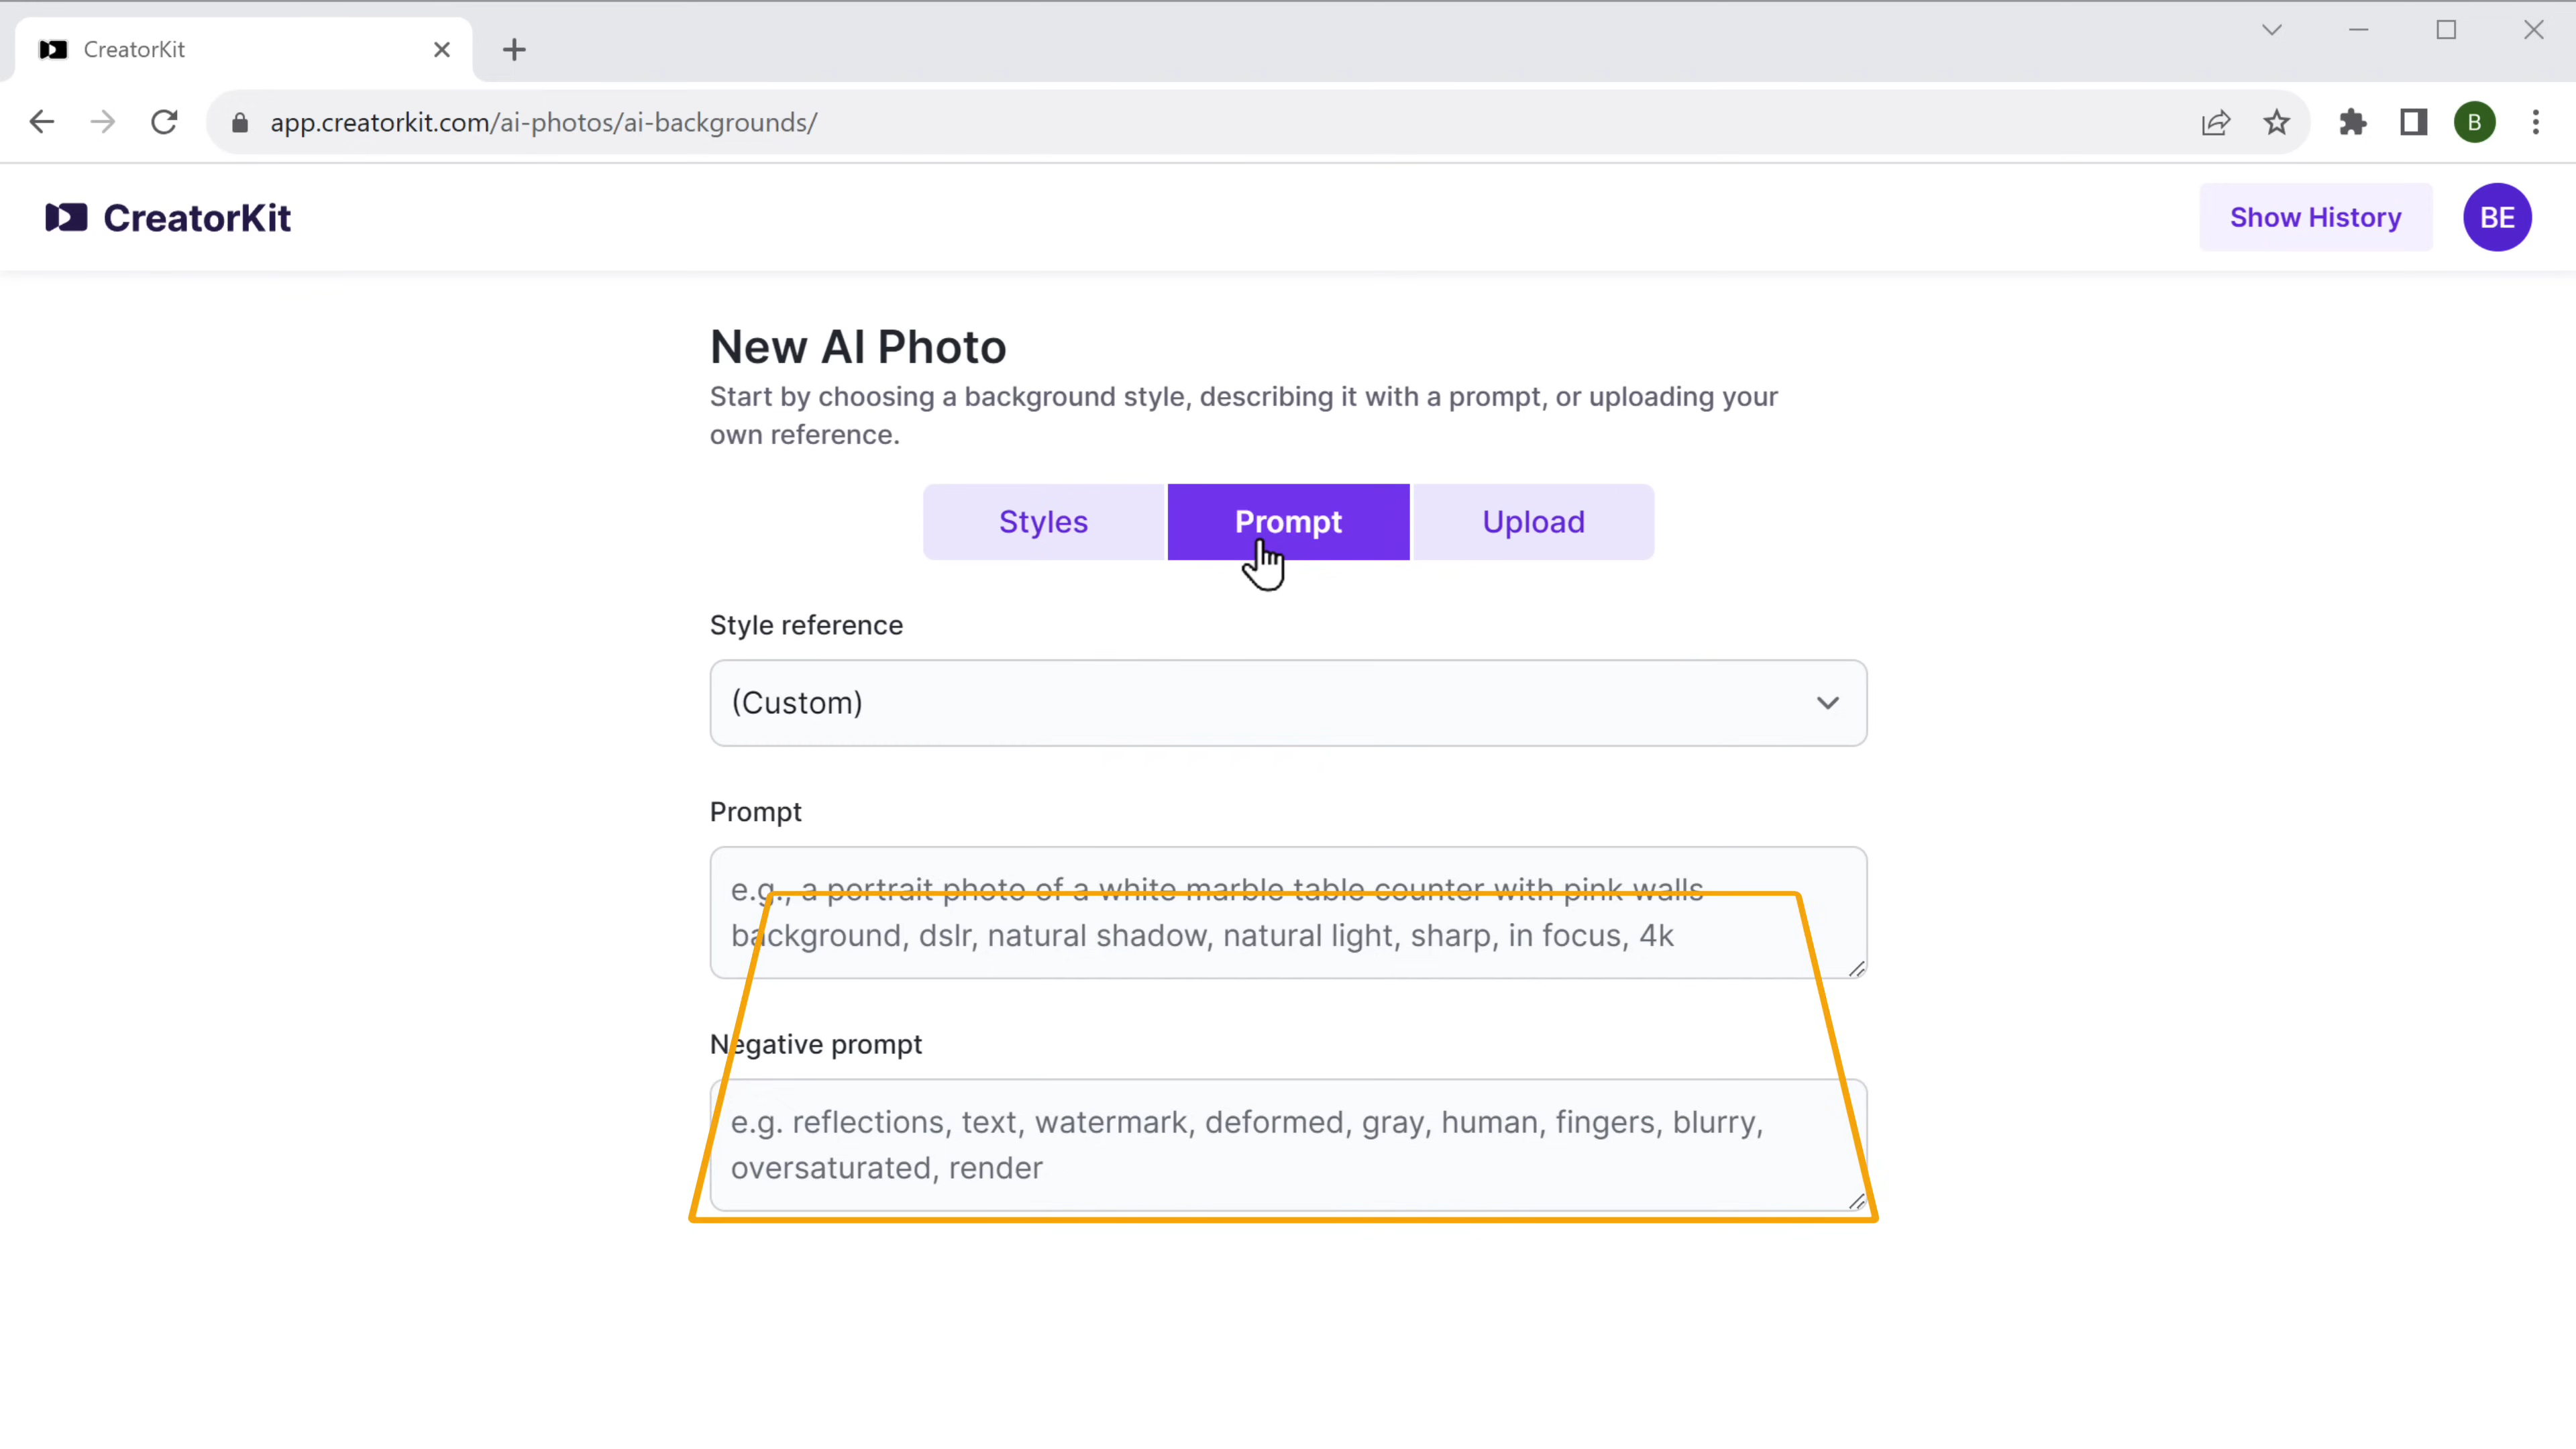 CreatorKit
app.creatorkit.com/ai-photos/ai-backgrounds/
B
CreatorKit
Show History
BE
New AI Photo
Start by choosing a background style, describing it with a prompt, or uploading your
own reference.
Styles
Prompt
Upload
Style reference
(Custom)
Prompt
e.g., a portrait photo of a white marble table counter with pink walls
background, dslr, natural shadow, natural light, sharp, in focus, 4k
Negative prompt
e.g. reflections, text, watermark, deformed, gray, human, fingers, blurry,
oversaturated, render